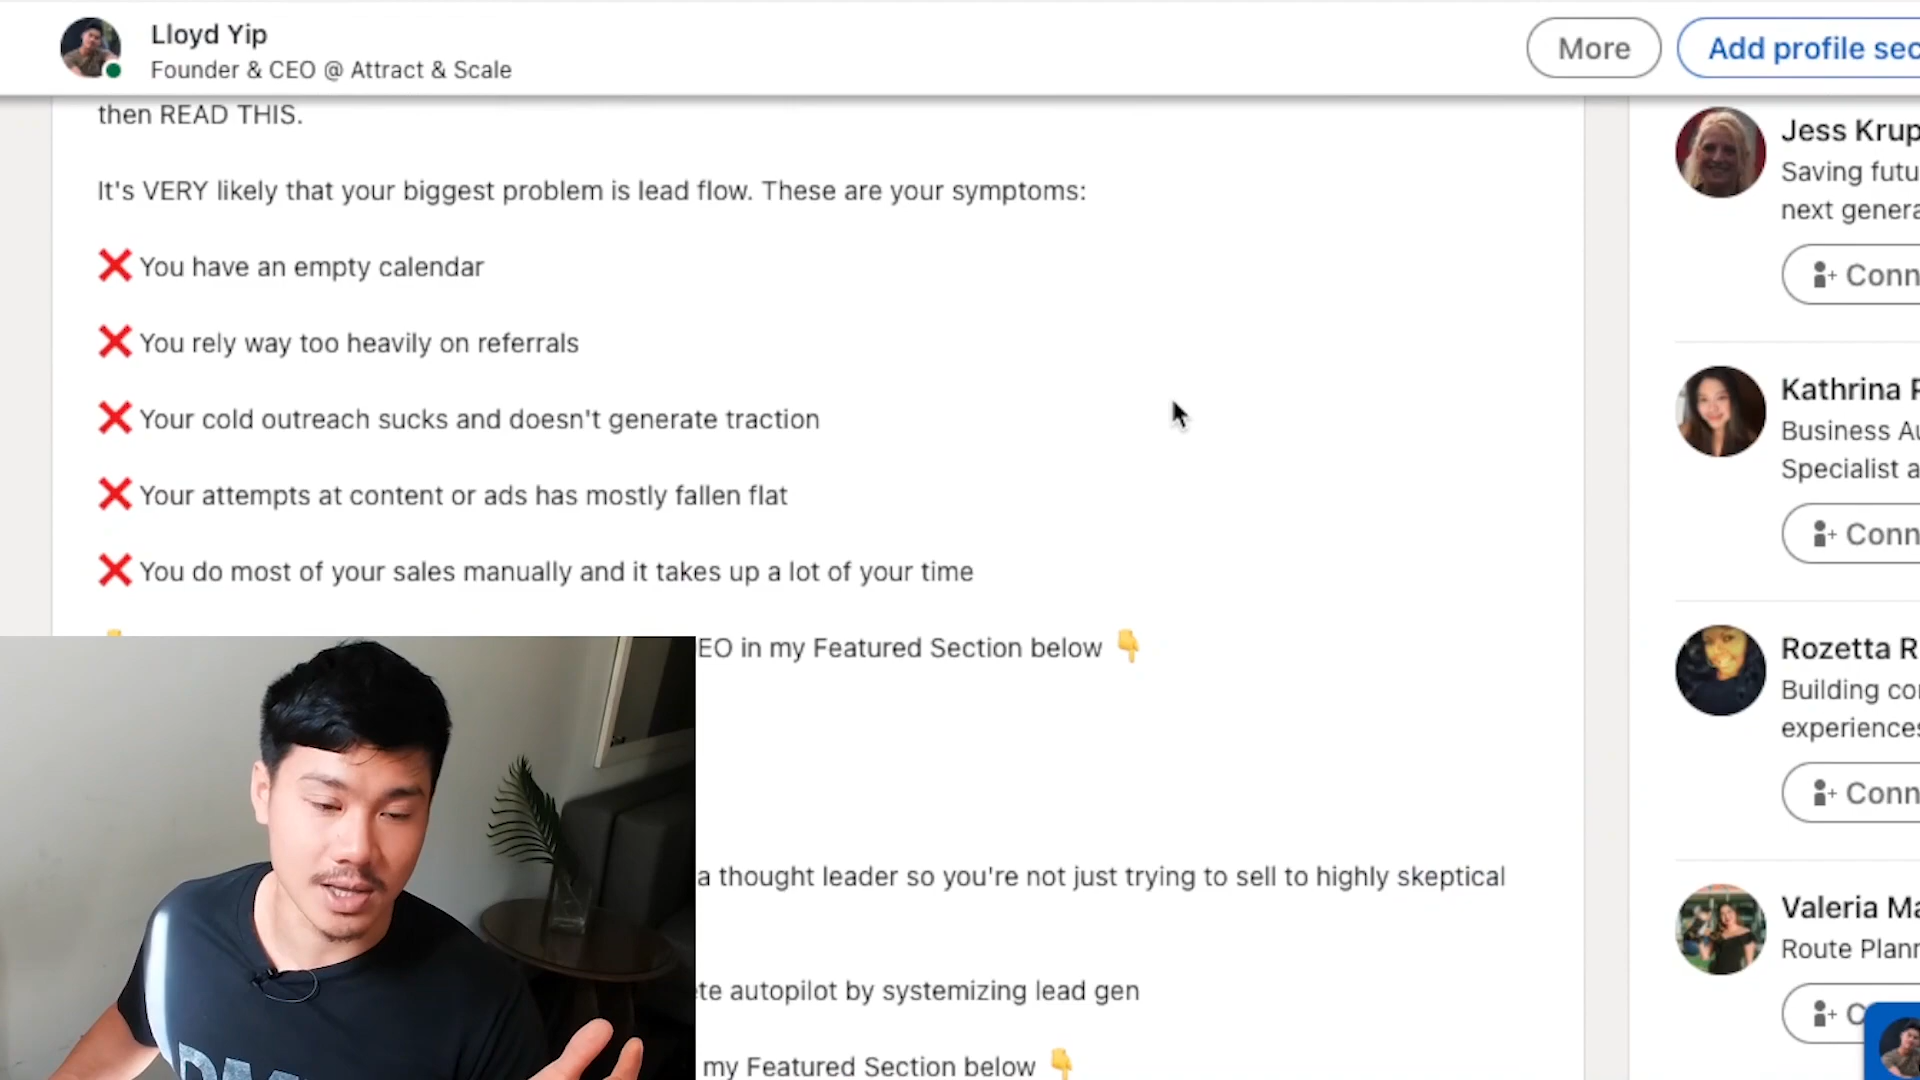 Lloyd Yip
Founder & CEO @ Attract & Scale
More
Add profile sec
then READ THIS.
It's VERY likely that your biggest problem is lead flow. These are your symptoms:
❌ You have an empty calendar
❌ You rely way too heavily on referrals
❌ Your cold outreach sucks and doesn't generate traction
❌ Your attempts at content or ads has mostly fallen flat
❌ You do most of your sales manually and it takes up a lot of your time
EO in my Featured Section below 👇
a thought leader so you're not just trying to sell to highly skeptical
te autopilot by systemizing lead gen
my Featured Section below 👇
Jess Krup
Saving futu
next genera
Conn
Kathrina
Business Au
Specialist a
Conn
Rozetta R
Building co
experiences
Conn
Valeria Ma
Route Plann
C